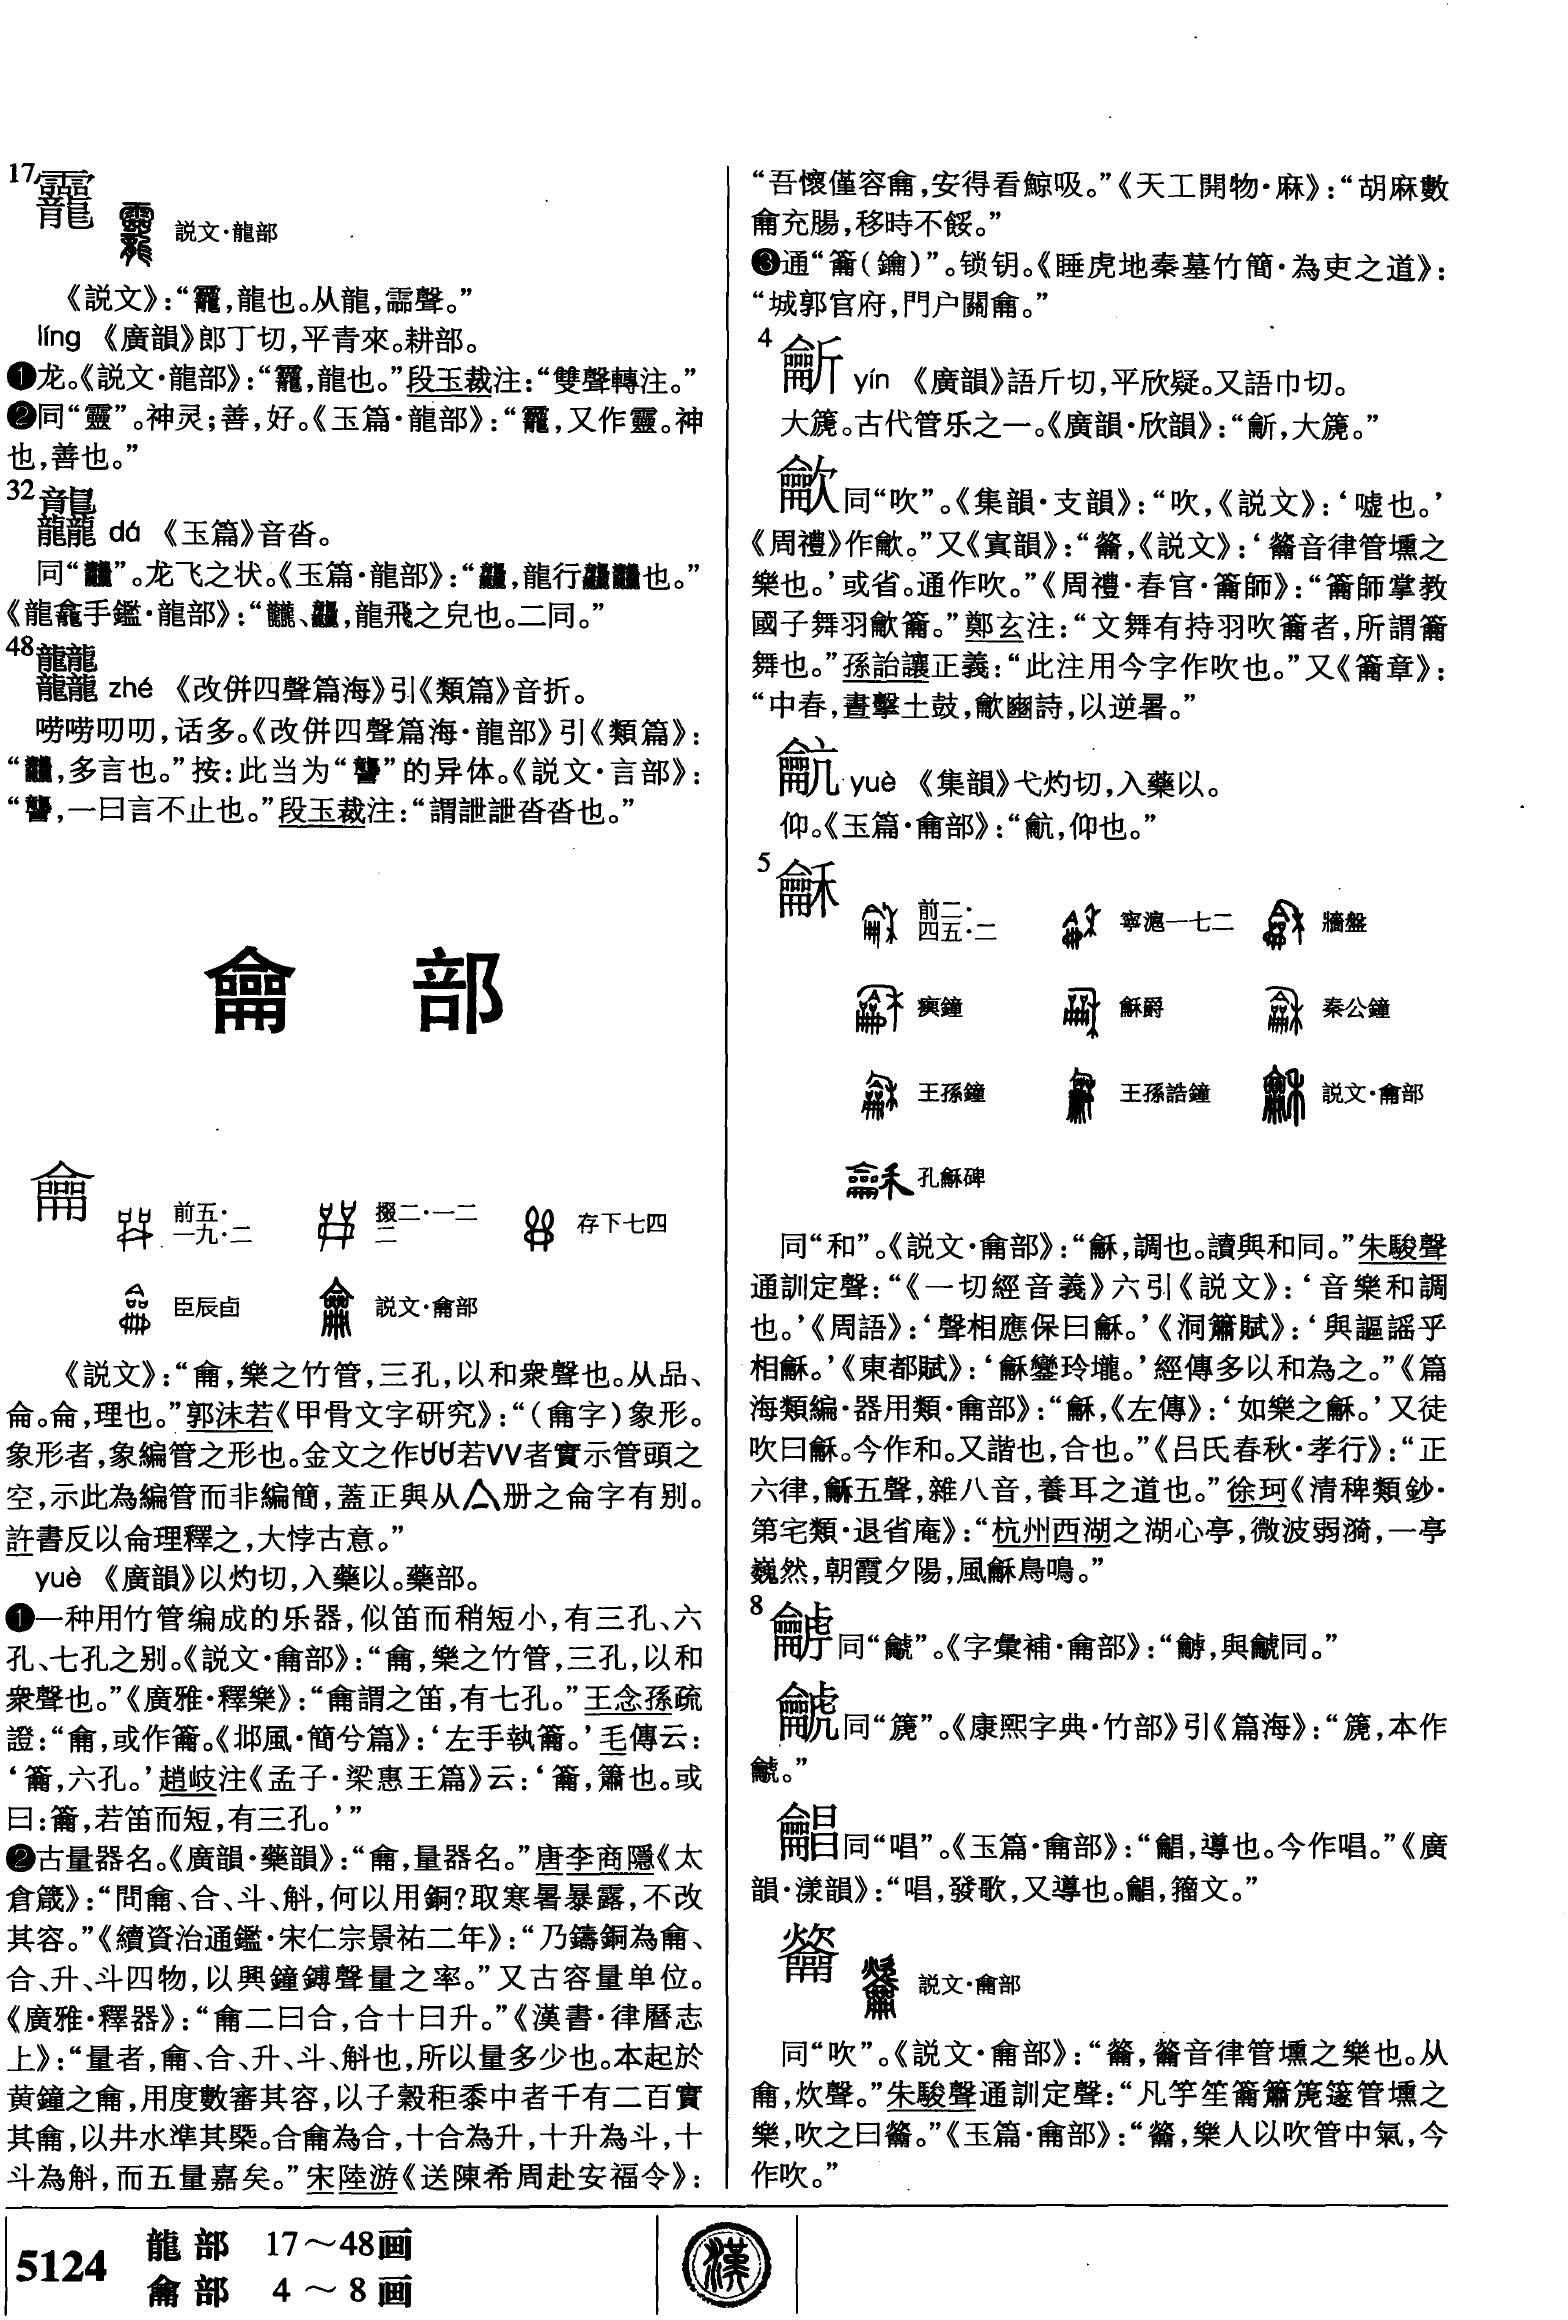 17龗
説文·龍部
《説文》：“龗，龍也。从龍，霝聲。”
líng 《廣韻》郎丁切，平青來。耕部。
❶龙。《説文·龍部》：“龗，龍也。”段玉裁注：“雙聲轉注。”
❷同“靈”。神灵；善，好。《玉篇·龍部》：“龗，又作靈。神
也，善也。”
32
dá 《玉篇》音沓。
同“龖”。龙飞之状。《玉篇·龍部》：“龘，龍行龘龘也。”
《龍龕手鑑·龍部》：“龖、龘，龍飛之皃也。二同。”
48𪚥
zhé 《改併四聲篇海》引《類篇》音折。
唠唠叨叨，话多。《改併四聲篇海·龍部》引《類篇》：
“𪚥，多言也。”按：此当为“讋”的异体。《説文·言部》：
“讋，一曰言不止也。”段玉裁注：“謂詍詍沓沓也。”
龠 部
龠
前五·一九·二
掇二·一二二
存下七四
臣辰卣
説文·龠部
《説文》：“龠，樂之竹管，三孔，以和衆聲也。从品、
侖。侖，理也。”郭沫若《甲骨文字研究》：“（龠字）象形。
象形者，象編管之形也。金文之作若者實示管頭之
空，示此為編管而非編簡，蓋正與从亼册之侖字有别。
許書反以侖理釋之，大悖古意。”
yuè 《廣韻》以灼切，入藥以。藥部。
❶一种用竹管编成的乐器，似笛而稍短小，有三孔、六
孔、七孔之别。《説文·龠部》：“龠，樂之竹管，三孔，以和
衆聲也。”《廣雅·釋樂》：“龠謂之笛，有七孔。”王念孫疏
證：“龠，或作籥。《邶風·簡兮篇》：‘左手執籥。’毛傳云：
‘籥，六孔。’趙岐注《孟子·梁惠王篇》云：‘籥，簫也。或
曰：籥，若笛而短，有三孔。’”
❷古量器名。《廣韻·藥韻》：“龠，量器名。”唐李商隱《太
倉箴》：“問龠、合、斗、斛，何以用銅？取寒暑暴露，不改
其容。”《續資治通鑑·宋仁宗景祐二年》：“乃鑄銅為龠、
合、升、斗四物，以興鐘鎛聲量之率。”又古容量单位。
《廣雅·釋器》：“龠二曰合，合十曰升。”《漢書·律曆志
上》：“量者，龠、合、升、斗、斛也，所以量多少也。本起於
黄鐘之龠，用度數審其容，以子穀秬黍中者千有二百實
其龠，以井水準其槩。合龠為合，十合為升，十升為斗，十
斗為斛，而五量嘉矣。”宋陸游《送陳希周赴安福令》：
“吾懷僅容龠，安得看鯨吸。”《天工開物·麻》：“胡麻數
龠充腸，移時不餒。”
❸通“籥（鑰）”。锁钥。《睡虎地秦墓竹簡·為吏之道》：
“城郭官府，門户關龠。”
4
yín 《廣韻》語斤切，平欣疑。又語巾切。
大篪。古代管乐之一。《廣韻·欣韻》：“䶖，大篪。”
龡同“吹”。《集韻·支韻》：“吹，《説文》：‘噓也。’
《周禮》作龡。”又《寘韻》：“籥，《説文》：‘籥音律管壎之
樂也。’或省。通作吹。”《周禮·春官·籥師》：“籥師掌教
國子舞羽龡籥。”鄭玄注：“文舞有持羽吹籥者，所謂籥
舞也。”孫詒讓正義：“此注用今字作吹也。”又《籥章》：
“中春，晝擊土鼓，龡豳詩，以逆暑。”
yuè 《集韻》弋灼切，入藥以。
仰。《玉篇·龠部》：“，仰也。”
5龢
前二·四五·二
寧滬一七二
牆盤
㾓鐘
龢爵
秦公鐘
王孫鐘
王孫誥鐘
説文·龠部
孔龢碑
同“和”。《説文·龠部》：“龢，調也。讀與和同。”朱駿聲
通訓定聲：“《一切經音義》六引《説文》：‘音樂和調
也。’《周語》：‘聲相應保曰龢。’《洞簫賦》：‘與謳謡乎
相龢。’《東都賦》：‘龢鑾玲瓏。’經傳多以和為之。”《篇
海類編·器用類·龠部》：“龢，《左傳》：‘如樂之龢。’又徒
吹曰龢。今作和。又諧也，合也。”《吕氏春秋·孝行》：“正
六律，龢五聲，雜八音，養耳之道也。”徐珂《清稗類鈔·
第宅類·退省庵》：“杭州西湖之湖心亭，微波弱漪，一亭
巍然，朝霞夕陽，風龢鳥鳴。”
8
同“䶵”。《字彙補·龠部》：“，與䶵同。”
䶵同“篪”。《康熙字典·竹部》引《篇海》：“篪，本作
䶵。”
同“唱”。《玉篇·龠部》：“，導也。今作唱。”《廣
韻·漾韻》：“唱，發歌，又導也。，籀文。”
説文·龠部
同“吹”。《説文·龠部》：“，音律管壎之樂也。从
龠，炊聲。”朱駿聲通訓定聲：“凡竽笙籥簫篪篴管壎之
樂，吹之曰。”《玉篇·龠部》：“，樂人以吹管中氣，今
作吹。”
5124
龍部 17～48画
龠部 4～8画
漢